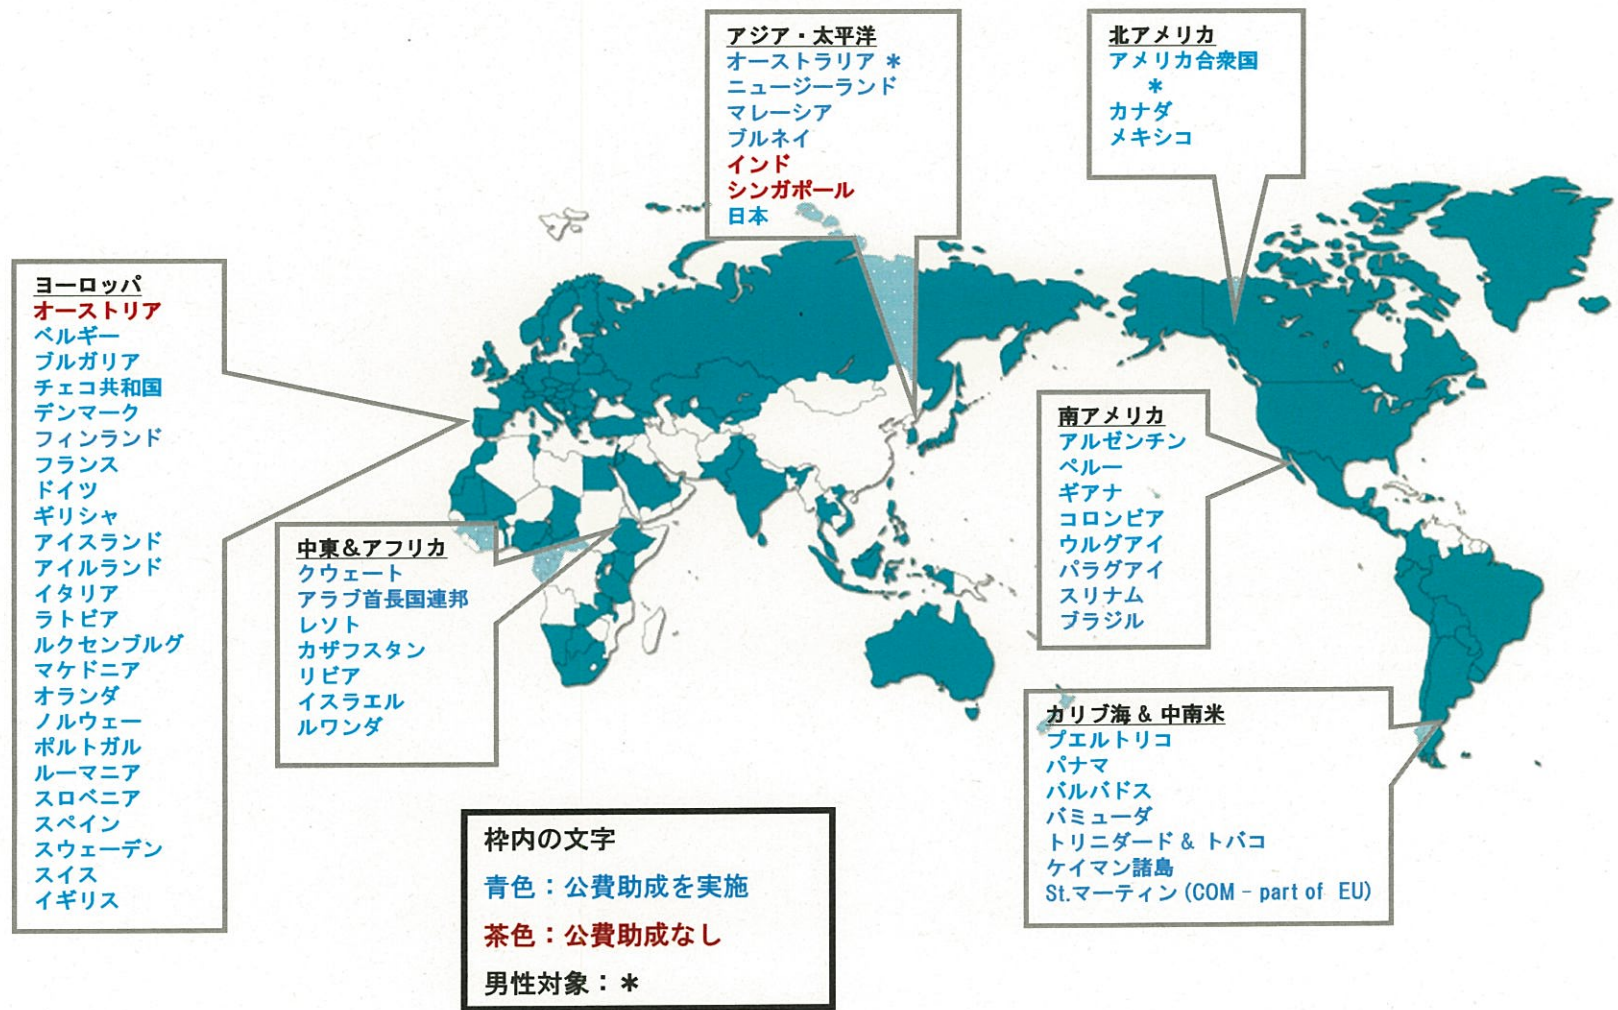 アジア・太平洋
オーストラリア *
ニュージーランド
マレーシア
ブルネイ
インド
シンガポール
日本
北アメリカ
アメリカ合衆国
*
カナダ
メキシコ
ヨーロッパ
オーストリア
ベルギー
ブルガリア
チェコ共和国
デンマーク
フィンランド
フランス
ドイツ
ギリシャ
アイスランド
アイルランド
イタリア
ラトビア
ルクセンブルグ
マケドニア
オランダ
ノルウェー
ポルトガル
ルーマニア
スロベニア
スペイン
スウェーデン
スイス
イギリス
中東&アフリカ
クウェート
アラブ首長国連邦
レソト
カザフスタン
リビア
イスラエル
ルワンダ
南アメリカ
アルゼンチン
ペルー
ギアナ
コロンビア
ウルグアイ
パラグアイ
スリナム
ブラジル
カリブ海 & 中南米
プエルトリコ
パナマ
バルバドス
バミューダ
トリニダード & トバコ
ケイマン諸島
St.マーティン (COM - part of EU)
枠内の文字
青色：公費助成を実施
茶色：公費助成なし
男性対象：*